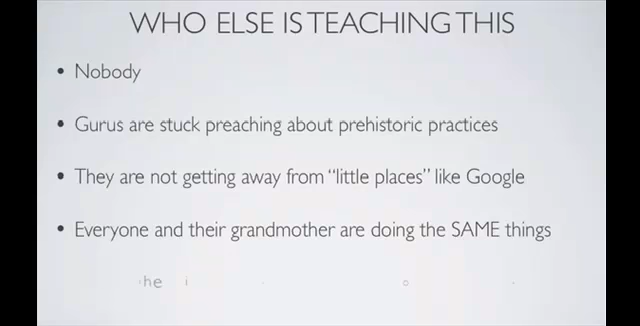 WHO ELSE IS TEACHING THIS
• Nobody
• Gurus are stuck preaching about prehistoric practices
• They are not getting away from “little places” like Google
• Everyone and their grandmother are doing the SAME things